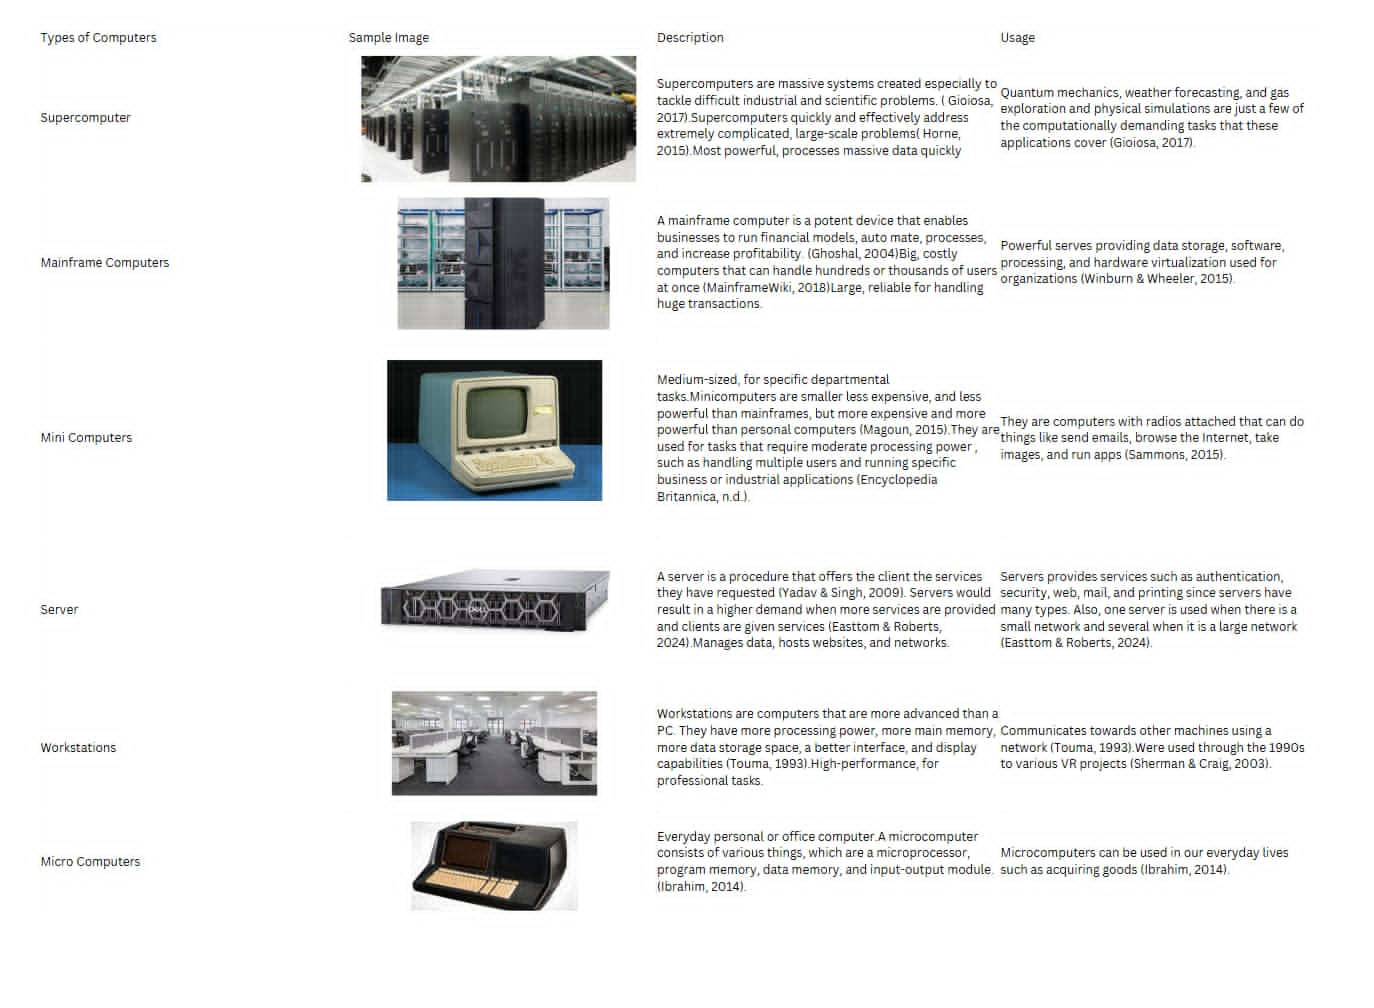 Types of Computers
Sample Image
Description
Usage
Supercomputer
Supercomputers are massive systems created especially to
tackle difficult industrial and scientific problems. ( Gioiosa,
2017).Supercomputers quickly and effectively address
extremely complicated, large-scale problems( Horne,
2015).Most powerful, processes massive data quickly
Quantum mechanics, weather forecasting, and gas
exploration and physical simulations are just a few of
the computationally demanding tasks that these
applications cover (Gioiosa, 2017).
Mainframe Computers
A mainframe computer is a potent device that enables
businesses to run financial models, auto mate, processes,
and increase profitability. (Ghoshal, 2004)Big, costly
computers that can handle hundreds or thousands of users
at once (MainframeWiki, 2018)Large, reliable for handling
huge transactions.
Powerful serves providing data storage, software,
processing, and hardware virtualization used for
organizations (Winburn & Wheeler, 2015).
Mini Computers
Medium-sized, for specific departmental
tasks.Minicomputers are smaller less expensive, and less
powerful than mainframes, but more expensive and more
powerful than personal computers (Magoun, 2015).They are
used for tasks that require moderate processing power ,
such as handling multiple users and running specific
business or industrial applications (Encyclopedia
Britannica, n.d.).
They are computers with radios attached that can do
things like send emails, browse the Internet, take
images, and run apps (Sammons, 2015).
Server
DELL
A server is a procedure that offers the client the services
they have requested (Yadav & Singh, 2009). Servers would
result in a higher demand when more services are provided
and clients are given services (Easttom & Roberts,
2024).Manages data, hosts websites, and networks.
Servers provides services such as authentication,
security, web, mail, and printing since servers have
many types. Also, one server is used when there is a
small network and several when it is a large network
(Easttom & Roberts, 2024).
Workstations
Workstations are computers that are more advanced than a
PC. They have more processing power, more main memory,
more data storage space, a better interface, and display
capabilities (Touma, 1993).High-performance, for
professional tasks.
Communicates towards other machines using a
network (Touma, 1993).Were used through the 1990s
to various VR projects (Sherman & Craig, 2003).
Micro Computers
Everyday personal or office computer.A microcomputer
consists of various things, which are a microprocessor,
program memory, data memory, and input-output module.
(Ibrahim, 2014).
Microcomputers can be used in our everyday lives
such as acquiring goods (Ibrahim, 2014).